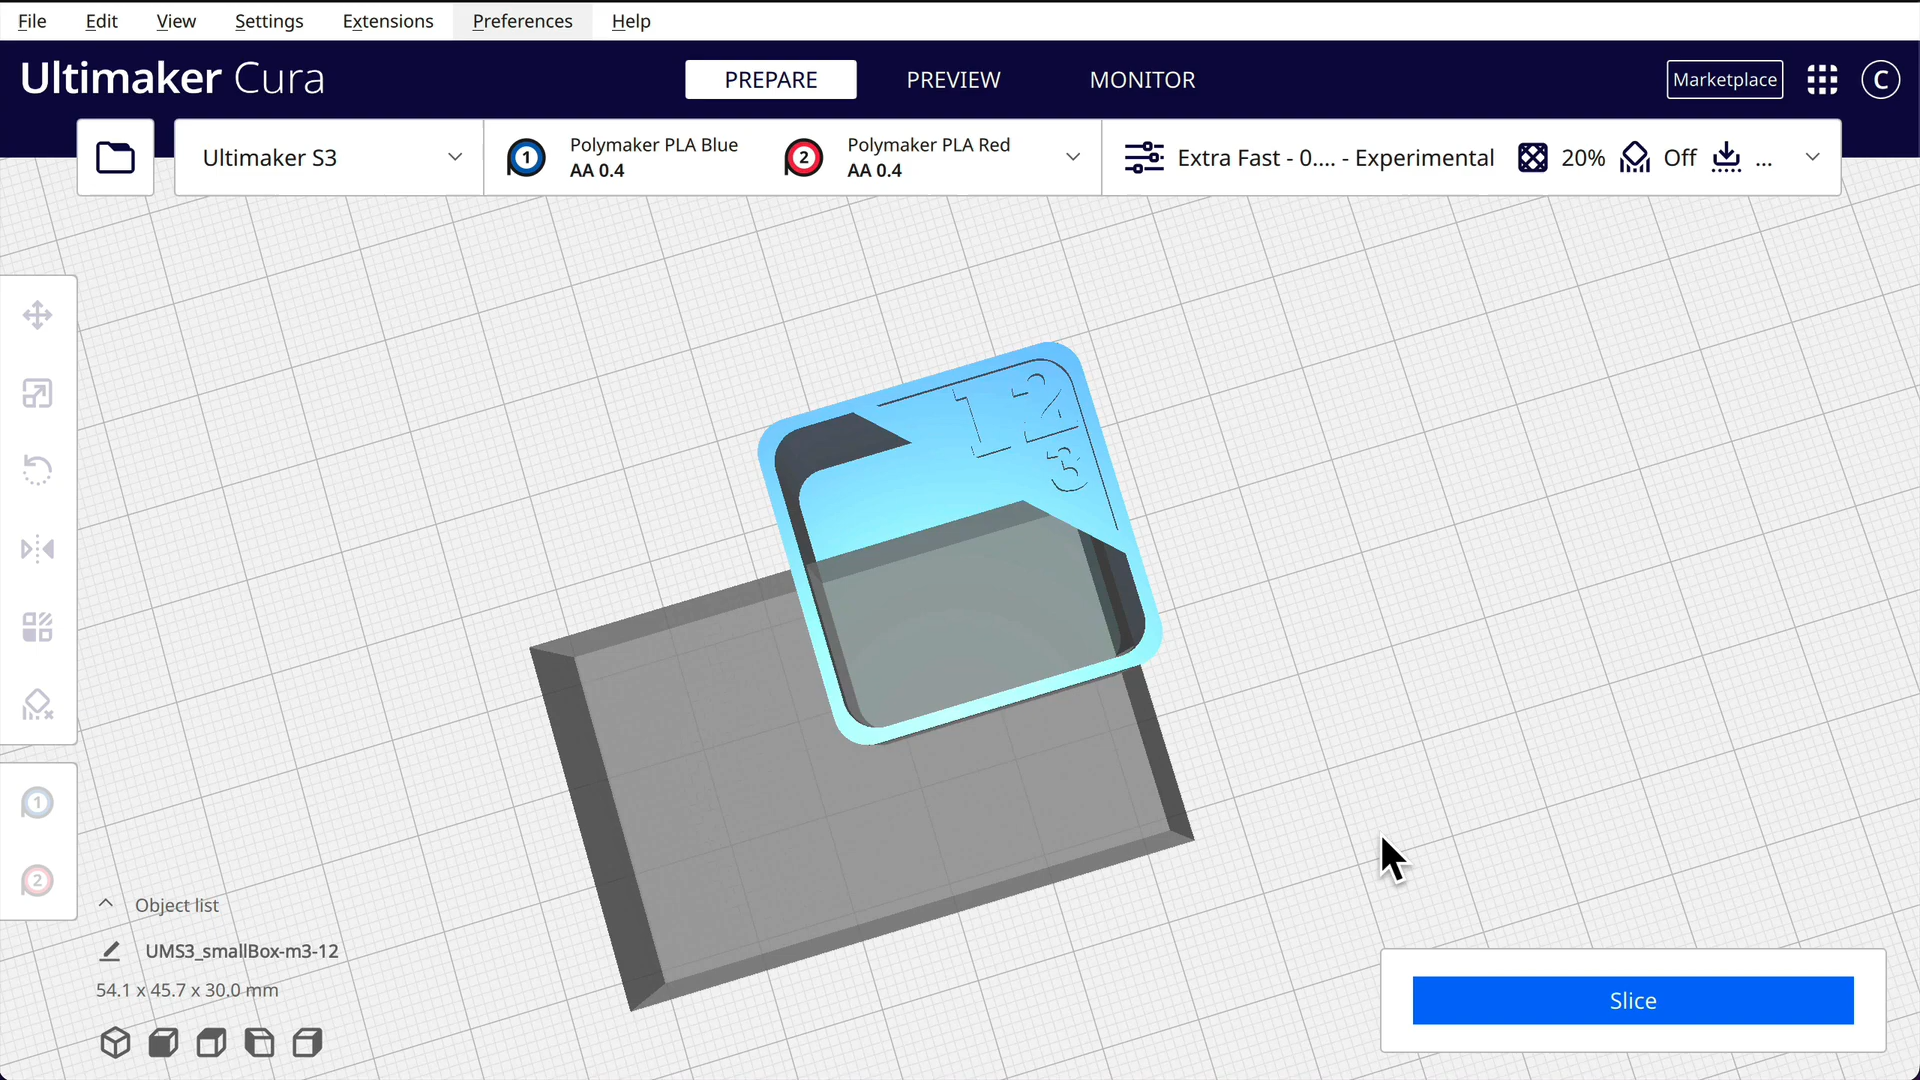 File Edit View Settings Extensions Preferences Help
Ultimaker Cura
PREPARE PREVIEW MONITOR
Marketplace
C
Ultimaker S3
1 Polymaker PLA Blue
AA 0.4
2 Polymaker PLA Red
AA 0.4
Extra Fast - 0.... - Experimental
20% Off ...
12
3
1
2
Object list
UMS3_smallBox-m3-12
54.1 x 45.7 x 30.0 mm
Slice